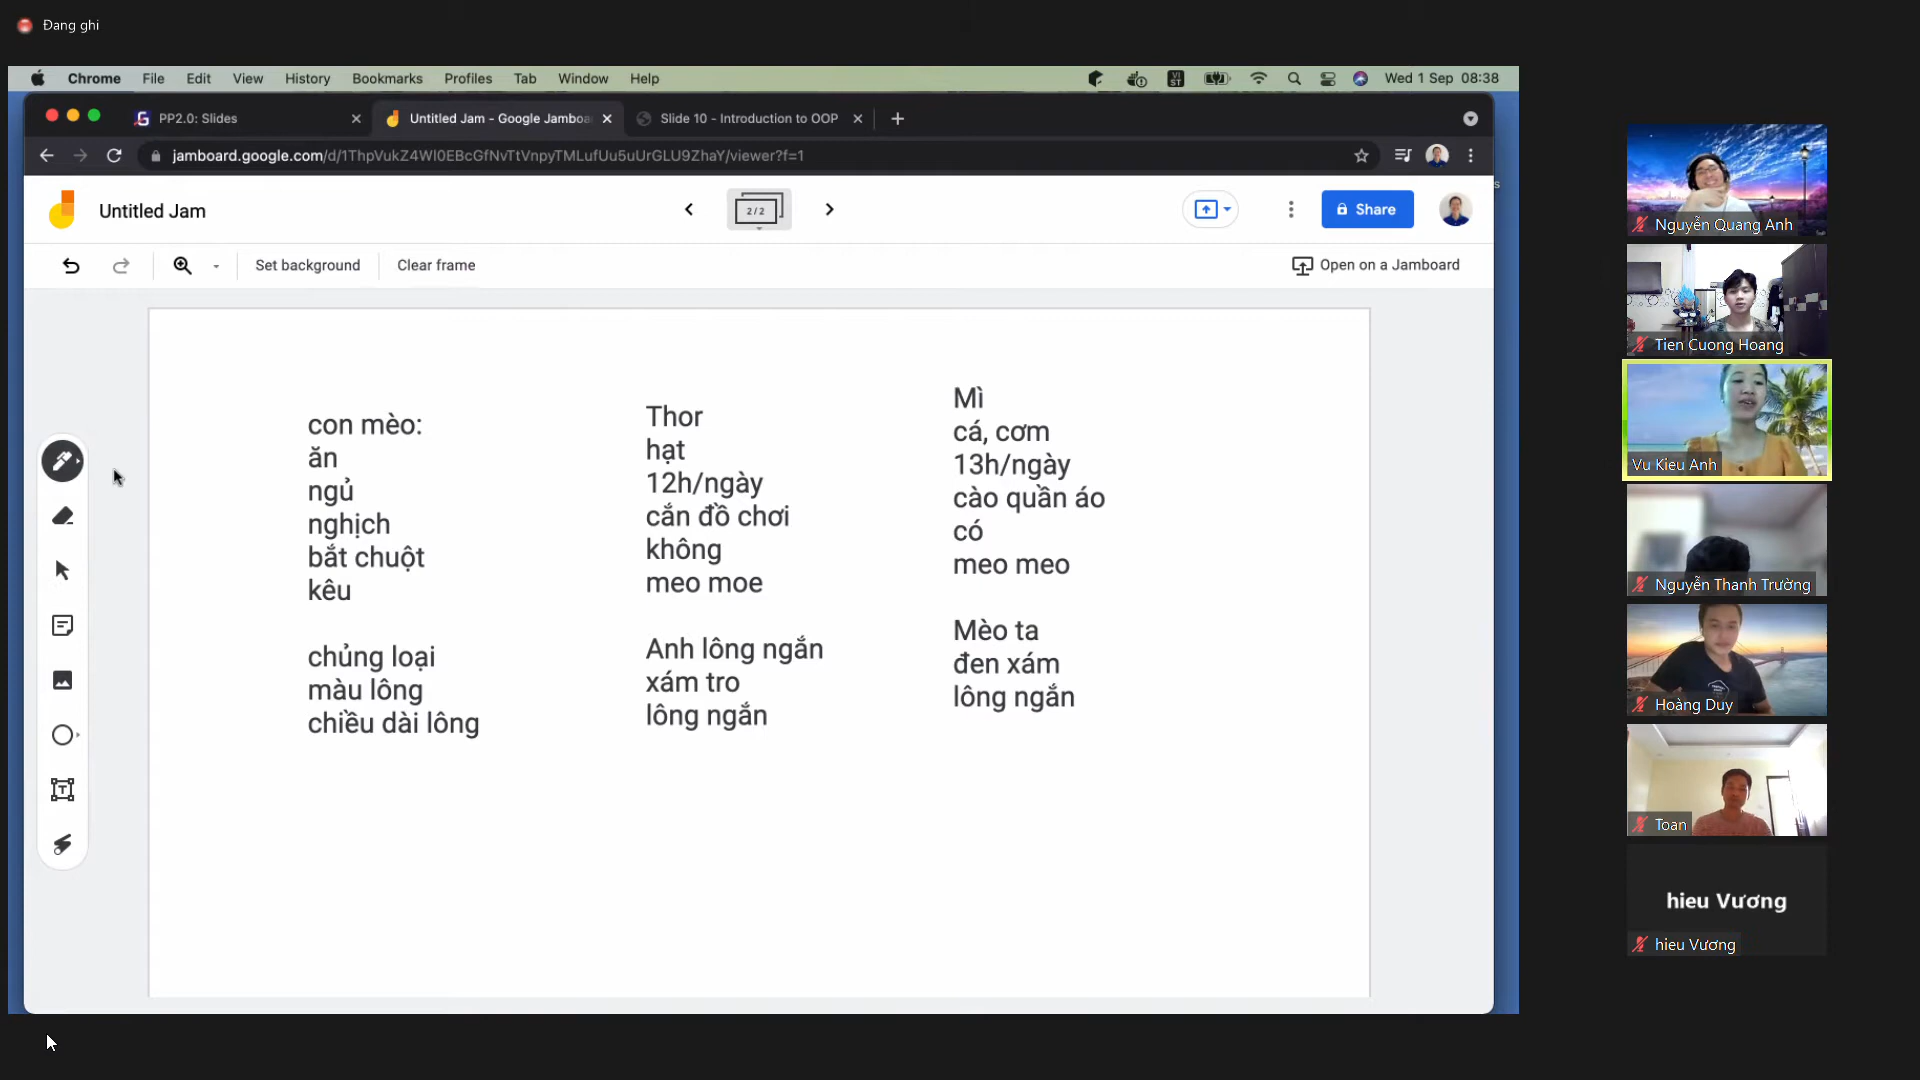 Đang ghi
Chrome File Edit View History Bookmarks Profiles Tab Window Help
Wed 1 Sep 08:38
PP2.0: Slides
Untitled Jam - Google Jamboa
Slide 10 - Introduction to OOP
jamboard.google.com/d/1ThpVukZ4WI0EBcGfNvTtVnpyTMLufUu5uUrGLU9ZhaY/viewer?f=1
Untitled Jam
2/2
Share
Set background
Clear frame
Open on a Jamboard
con mèo:
ăn
ngủ
nghịch
bắt chuột
kêu
chủng loại
màu lông
chiều dài lông
Thor
hạt
12h/ngày
cắn đồ chơi
không
meo moe
Anh lông ngắn
xám tro
lông ngắn
Mì
cá, cơm
13h/ngày
cào quần áo
có
meo meo
Mèo ta
đen xám
lông ngắn
Nguyễn Quang Anh
Tien Cuong Hoang
Vu Kieu Anh
Nguyễn Thanh Trường
Hoàng Duy
Toan
hieu Vương
hieu Vương